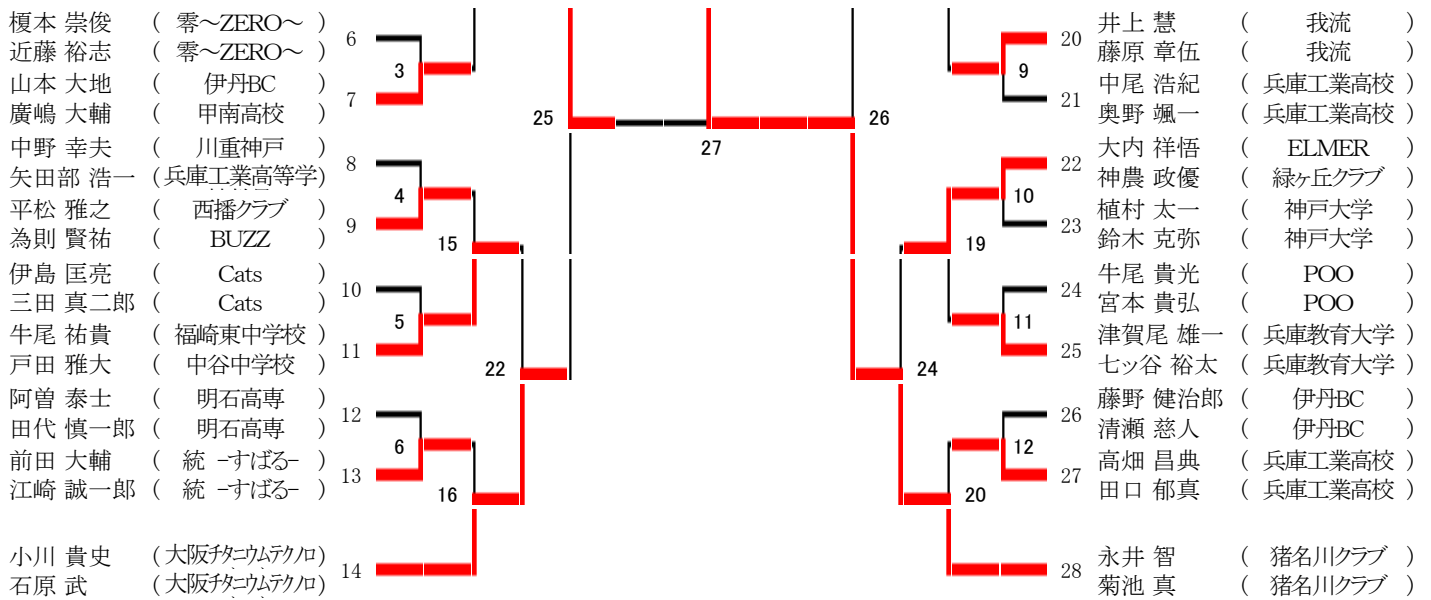 榎本 崇俊 ( 零～ZERO～ )
近藤 裕志 ( 零～ZERO～ )
6
山本 大地 ( 伊丹BC )
廣嶋 大輔 ( 甲南高校 )
7
3
中野 幸夫 ( 川重神戸 )
矢田部 浩一 (兵庫工業高等学)
8
平松 雅之 ( 西播クラブ )
為則 賢祐 ( BUZZ )
9
4
15
伊島 匡亮 ( Cats )
三田 真二郎 ( Cats )
10
牛尾 祐貴 ( 福崎東中学校 )
戸田 雅大 ( 中谷中学校 )
11
5
22
阿曽 泰士 ( 明石高専 )
田代 慎一郎 ( 明石高専 )
12
前田 大輔 ( 統 -すばる- )
江崎 誠一郎 ( 統 -すばる- )
13
6
16
小川 貴史 (大阪チタニウムテクノロ)
石原 武 (大阪チタニウムテクノロ)
14
25
27
26
井上 慧 ( 我流 )
藤原 章伍 ( 我流 )
20
中尾 浩紀 ( 兵庫工業高校 )
奥野 颯一 ( 兵庫工業高校 )
21
9
大内 祥悟 ( ELMER )
神農 政優 ( 緑ヶ丘クラブ )
22
植村 太一 ( 神戸大学 )
鈴木 克弥 ( 神戸大学 )
23
10
19
牛尾 貴光 ( POO )
宮本 貴弘 ( POO )
24
津賀尾 雄一 ( 兵庫教育大学 )
七ッ谷 裕太 ( 兵庫教育大学 )
25
11
24
藤野 健治郎 ( 伊丹BC )
清瀬 慈人 ( 伊丹BC )
26
高畑 昌典 ( 兵庫工業高校 )
田口 郁真 ( 兵庫工業高校 )
27
12
20
永井 智 ( 猪名川クラブ )
菊池 真 ( 猪名川クラブ )
28